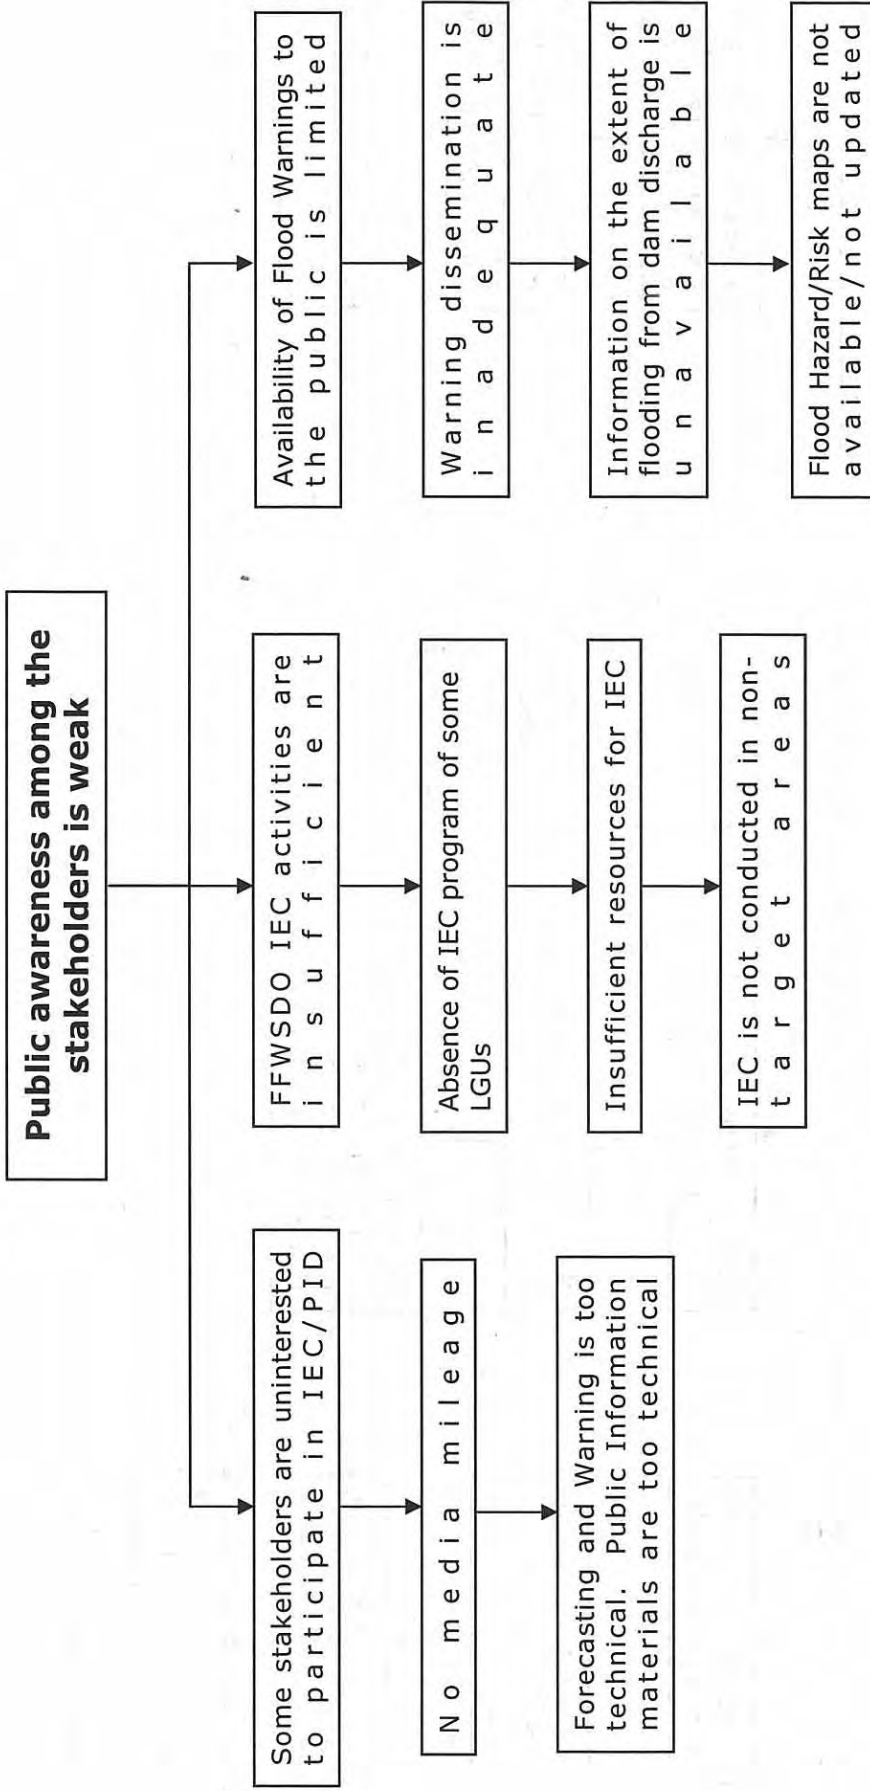 Public awareness among the
stakeholders is weak
Some stakeholders are uninterested
to participate in IEC/PID
No media mileage
Forecasting and Warning is too
technical. Public Information
materials are too technical
FFWSDO IEC activities are
insufficient
Absence of IEC program of some
LGUs
Insufficient resources for IEC
IEC is not conducted in non-
target areas
Availability of Flood Warnings to
the public is limited
Warning dissemination is
inadequate
Information on the extent of
flooding from dam discharge is
unavailable
Flood Hazard/Risk maps are not
available/not updated